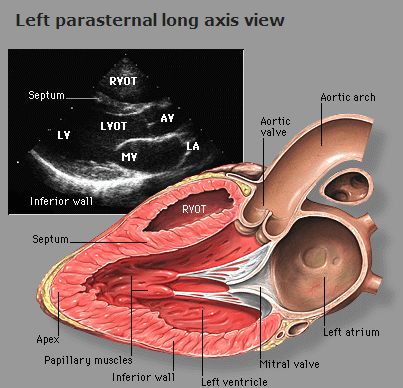 Left parasternal long axis view
RVOT
Septum
LV
LVOT
AV
LA
MV
Inferior wall
Aortic arch
Aortic
valve
RVOT
Septum
Apex
Papillary muscles
Inferior wall
Left ventricle
Mitral valve
Left atrium